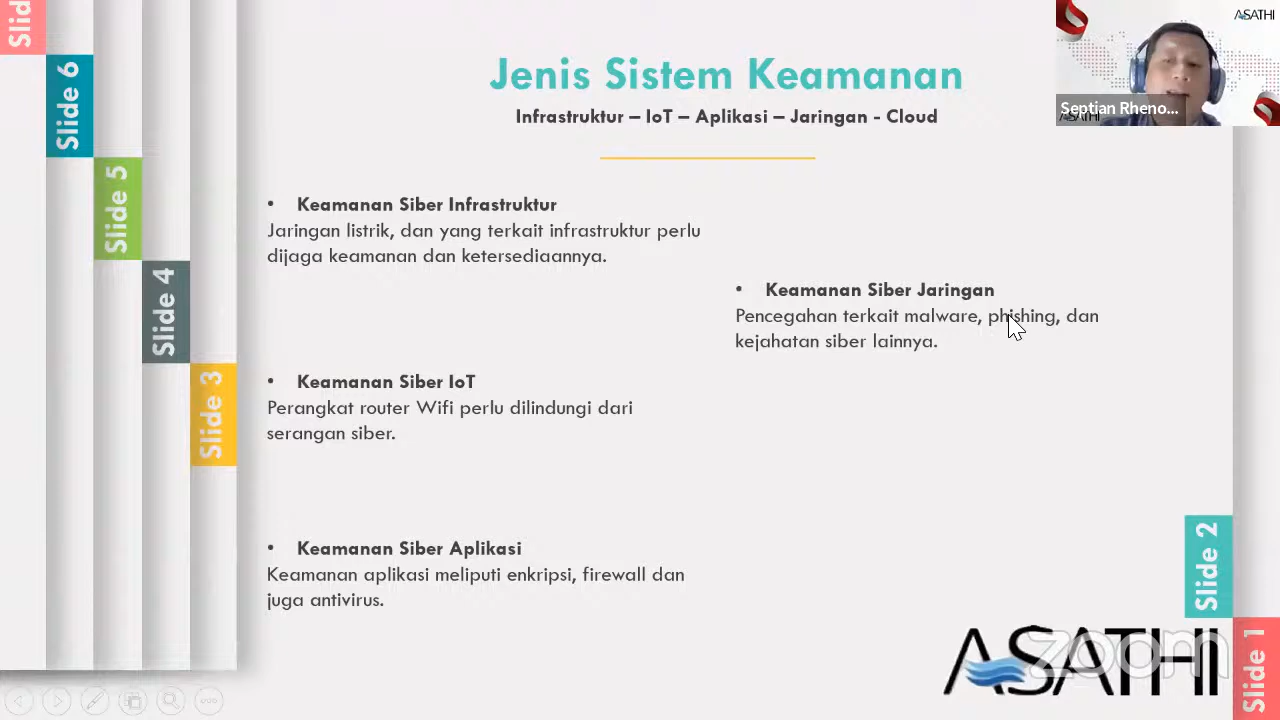 Jenis Sistem Keamanan
Infrastruktur – IoT – Aplikasi – Jaringan - Cloud
• Keamanan Siber Infrastruktur
Jaringan listrik, dan yang terkait infrastruktur perlu
dijaga keamanan dan ketersediaannya.
• Keamanan Siber IoT
Perangkat router Wifi perlu dilindungi dari
serangan siber.
• Keamanan Siber Aplikasi
Keamanan aplikasi meliputi enkripsi, firewall dan
juga antivirus.
• Keamanan Siber Jaringan
Pencegahan terkait malware, phishing, dan
kejahatan siber lainnya.
Slid
Slide 6
Slide 5
Slide 4
Slide 3
Slide 2
Slide 1
ASATHI
Septian Rheno...
ASATHI
ASATHI
zoom